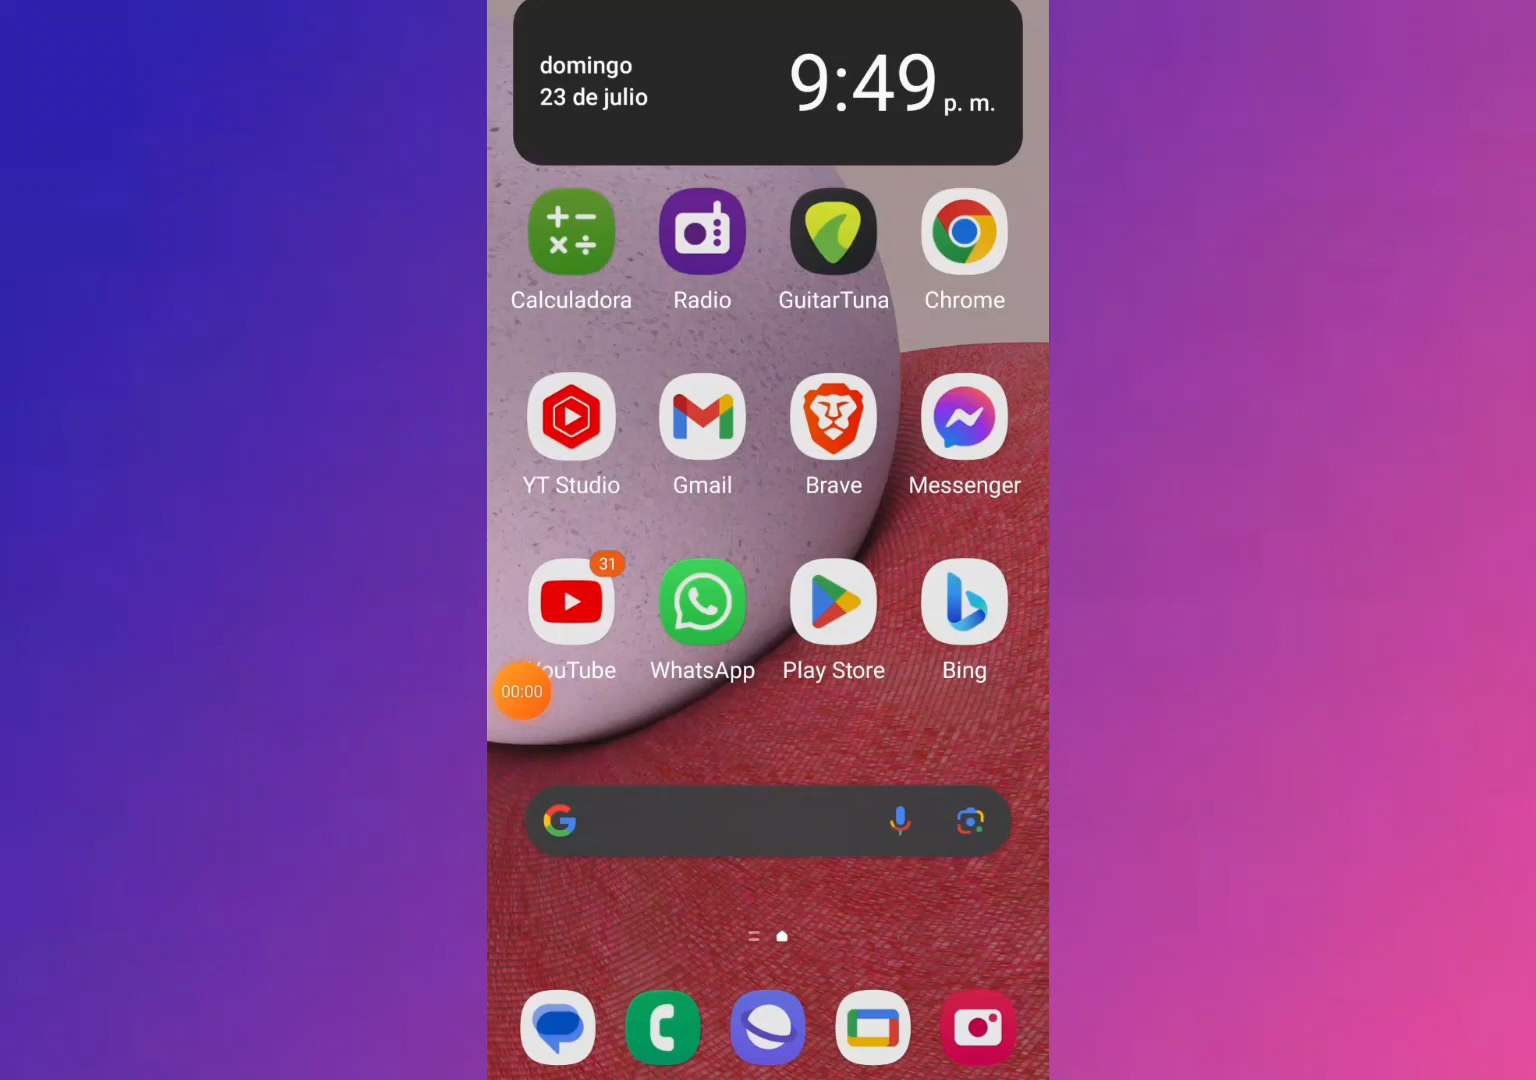 domingo
23 de julio
9:49 p. m.
Calculadora Radio GuitarTuna Chrome
YT Studio Gmail Brave Messenger
31
YouTube WhatsApp Play Store Bing
00:00